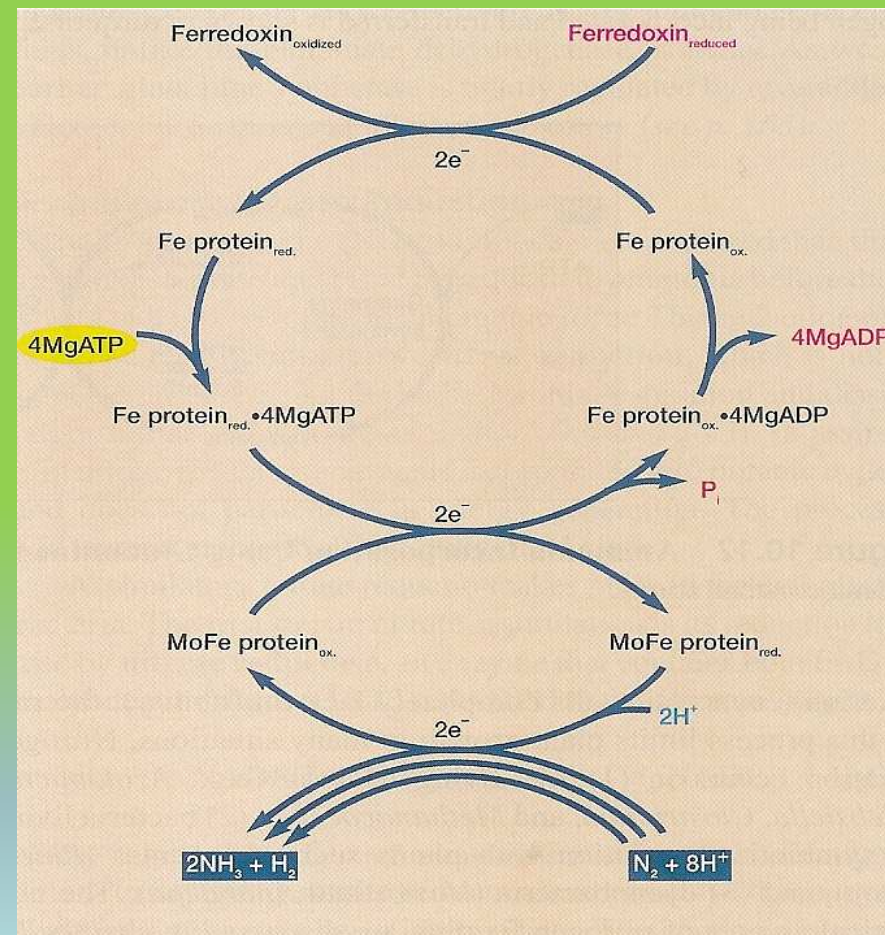 Ferredoxin oxidized Ferredoxin reduced
2e⁻
Fe protein red. Fe protein ox.
4MgATP 4MgADP
Fe protein red.•4MgATP Fe protein ox.•4MgADP
P i
2e⁻
MoFe protein ox. MoFe protein red.
2H⁺
2e⁻
2NH₃ + H₂ N₂ + 8H⁺